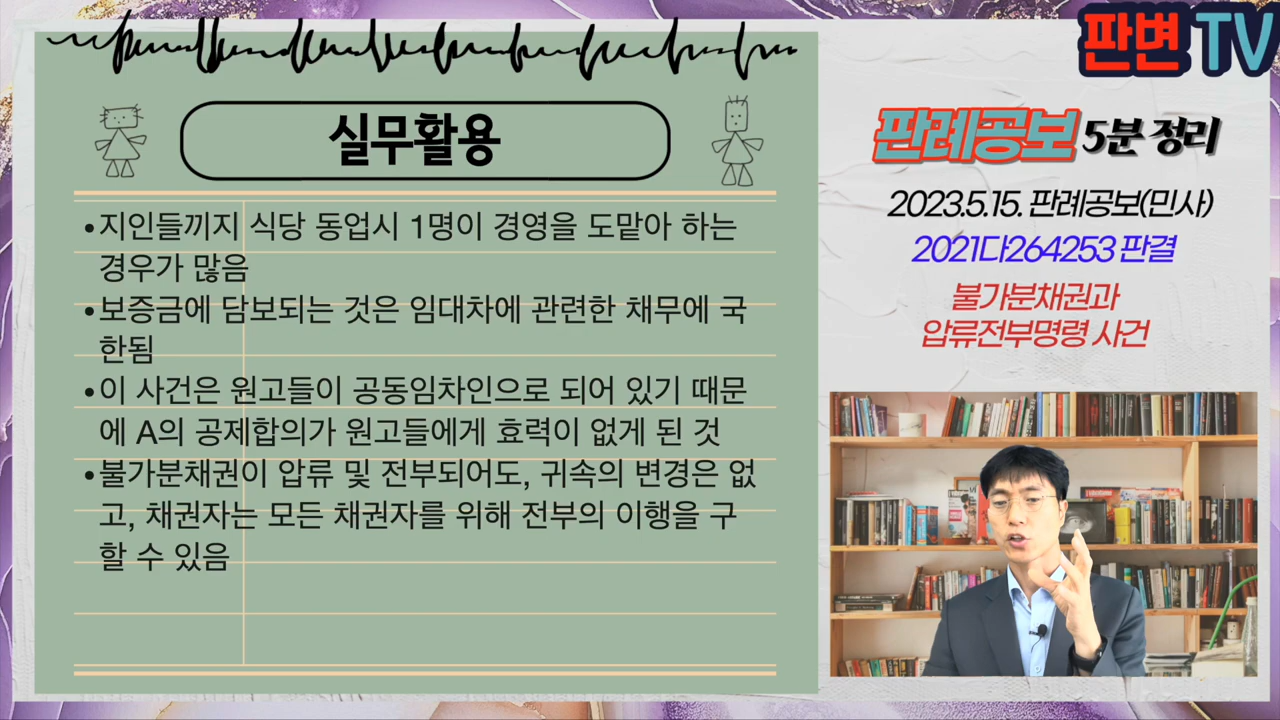 판변 TV
실무활용
•지인들끼지 식당 동업시 1명이 경영을 도맡아 하는
경우가 많음
•보증금에 담보되는 것은 임대차에 관련한 채무에 국
한됨
•이 사건은 원고들이 공동임차인으로 되어 있기 때문
에 A의 공제합의가 원고들에게 효력이 없게 된 것
•불가분채권이 압류 및 전부되어도, 귀속의 변경은 없
고, 채권자는 모든 채권자를 위해 전부의 이행을 구
할 수 있음
판례공보 5분 정리
2023.5.15. 판례공보(민사)
2021다264253 판결
불가분채권과
압류전부명령 사건